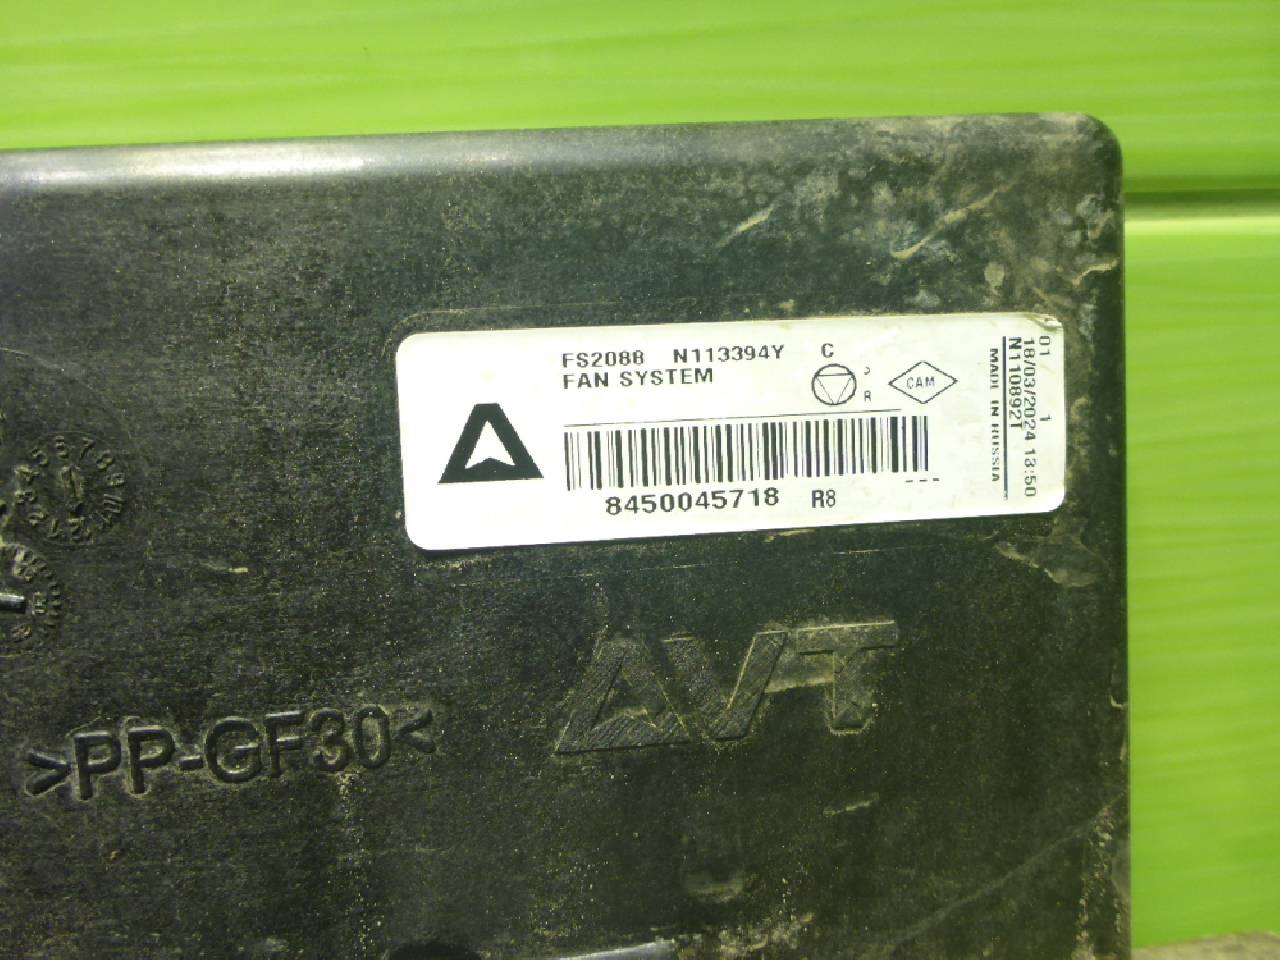 FS2088 N113394Y C
FAN SYSTEM
R
CAM
8450045718 R8
01 1
18/03/2024 13:50
N1108921
MADE IN RUSSIA
AVT
>PP-GF30<